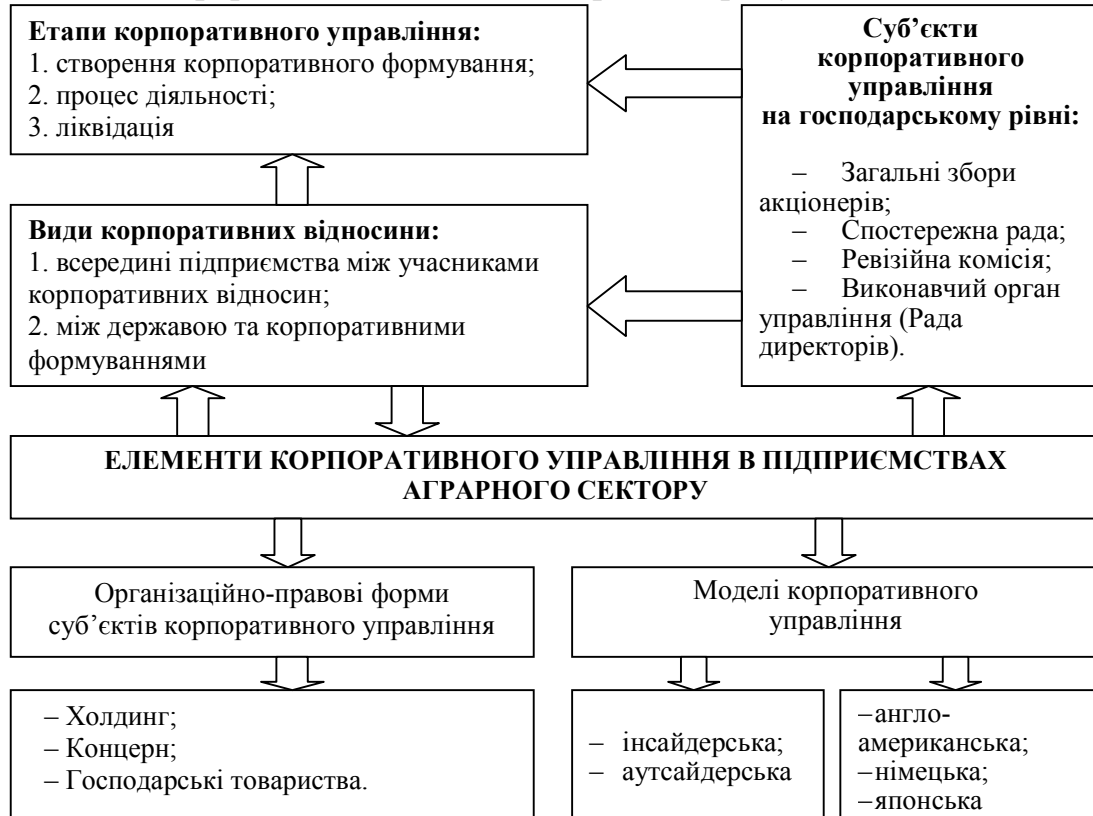 Етапи корпоративного управління:
1. створення корпоративного формування;
2. процес діяльності;
3. ліквідація
Суб’єкти
корпоративного
управління
на господарському рівні:
– Загальні збори
акціонерів;
– Спостережна рада;
– Ревізійна комісія;
– Виконавчий орган
управління (Рада
директорів).
Види корпоративних відносини:
1. всередині підприємства між учасниками
корпоративних відносин;
2. між державою та корпоративними
формуваннями
ЕЛЕМЕНТИ КОРПОРАТИВНОГО УПРАВЛІННЯ В ПІДПРИЄМСТВАХ
АГРАРНОГО СЕКТОРУ
Організаційно-правові форми
суб’єктів корпоративного управління
Моделі корпоративного
управління
– Холдинг;
– Концерн;
– Господарські товариства.
– інсайдерська;
– аутсайдерська
–англо-
американська;
–німецька;
–японська